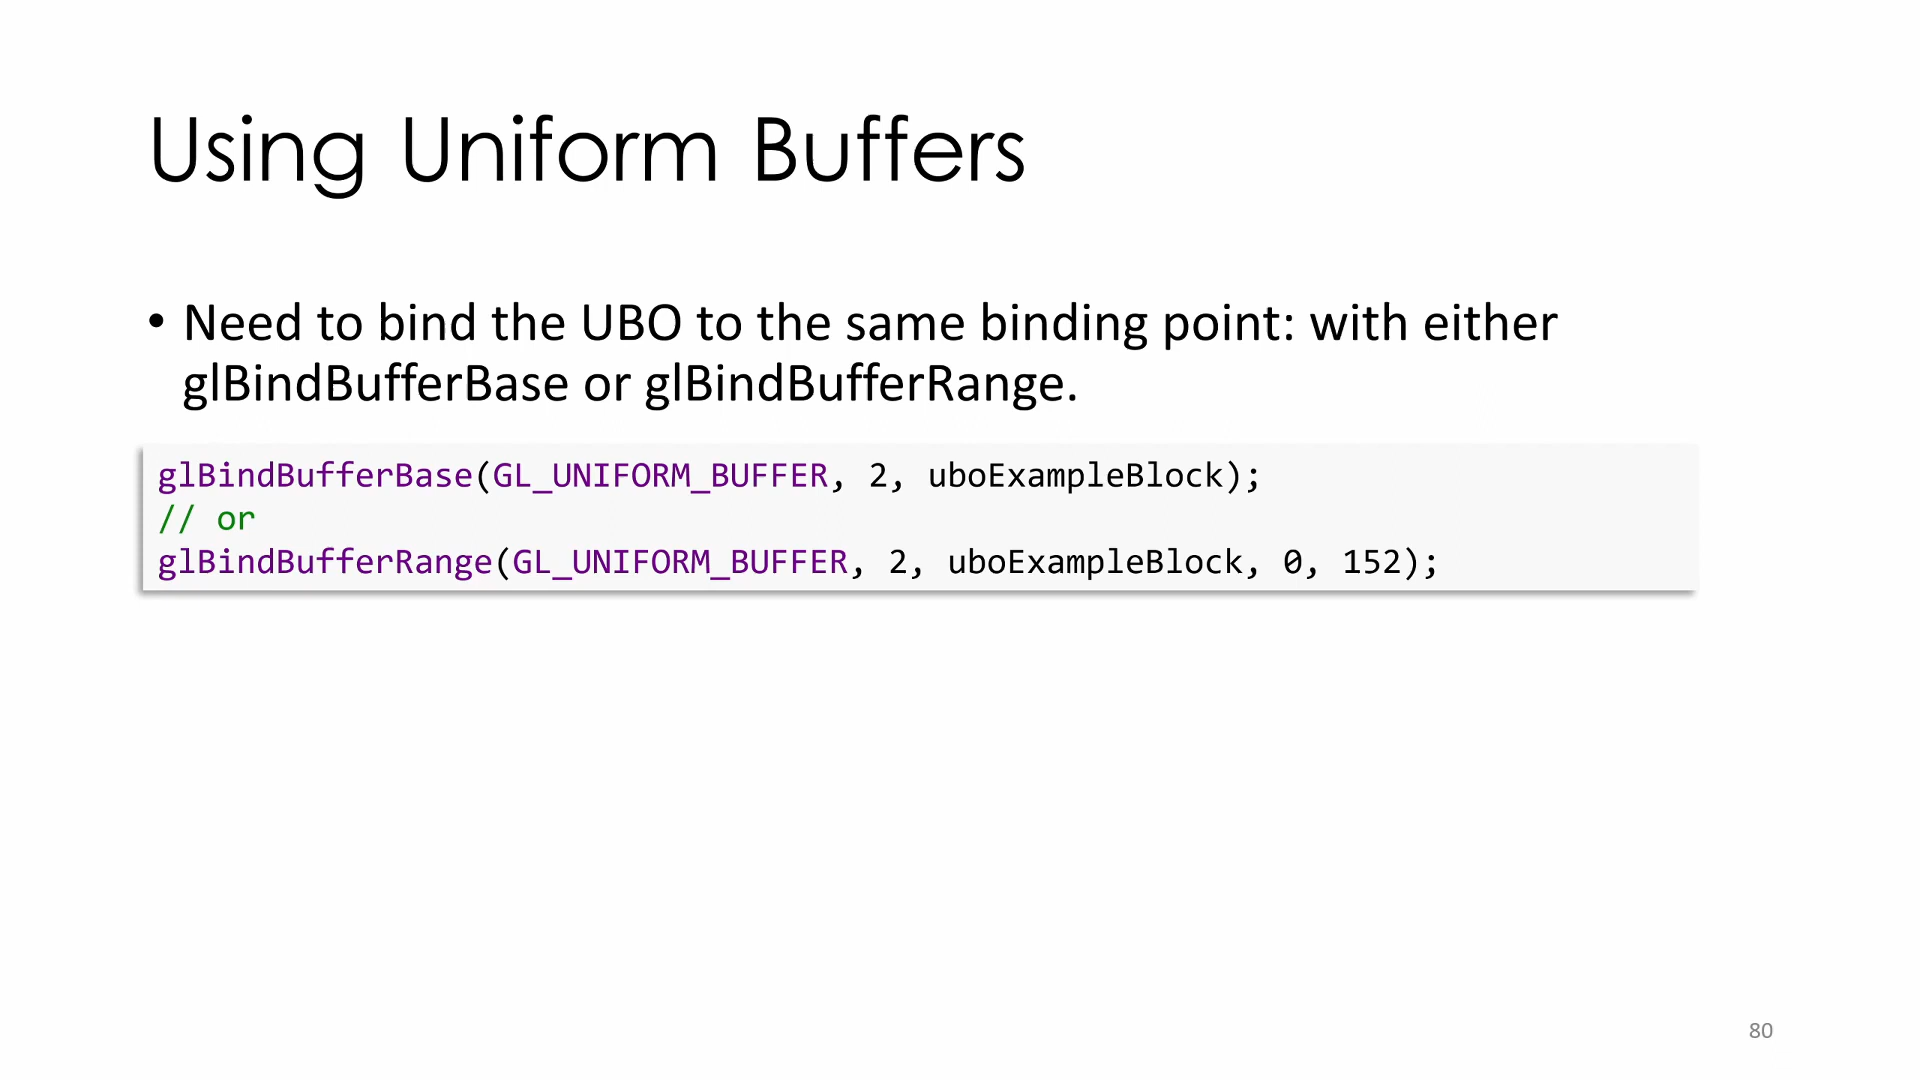 Using Uniform Buffers
• Need to bind the UBO to the same binding point: with either
glBindBufferBase or glBindBufferRange.
glBindBufferBase(GL_UNIFORM_BUFFER, 2, uboExampleBlock);
// or
glBindBufferRange(GL_UNIFORM_BUFFER, 2, uboExampleBlock, 0, 152);
80